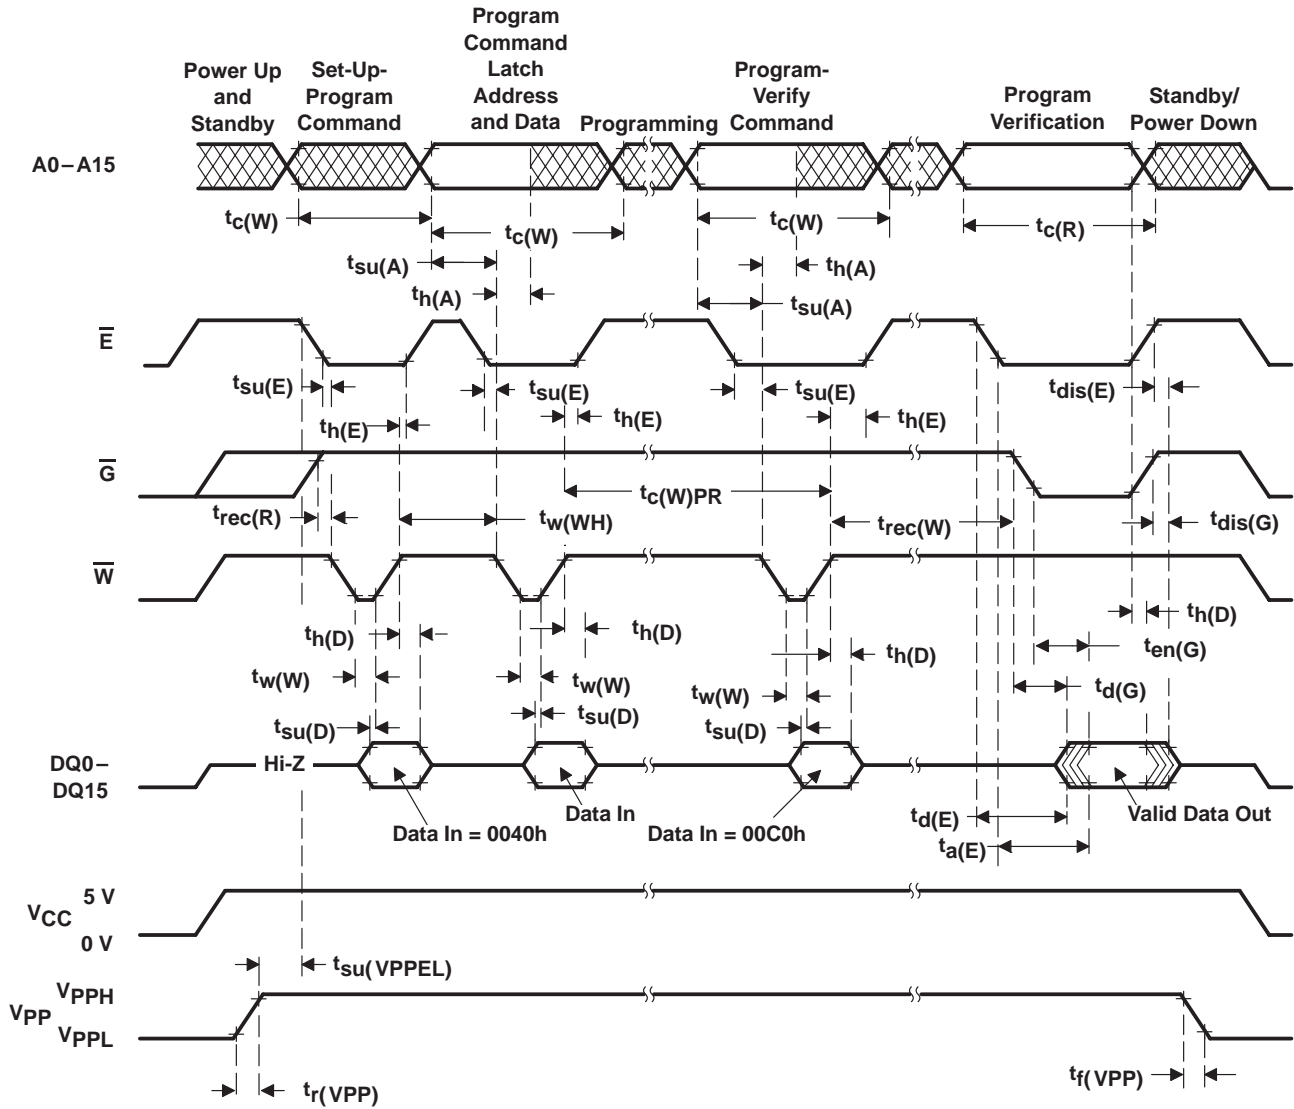 Power Up
and
Standby
Set-Up-
Program
Command
Program
Command
Latch
Address
and Data
Programming
Program-
Verify
Command
Program
Verification
Standby/
Power Down
A0–A15
tc(W)
tc(W)
tc(W)
tc(R)
tsu(A)
th(A)
th(A)
tsu(A)
E
tsu(E)
tsu(E)
tsu(E)
tdis(E)
th(E)
th(E)
th(E)
G
tc(W)PR
trec(R)
tw(WH)
trec(W)
tdis(G)
W
th(D)
th(D)
th(D)
th(D)
ten(G)
tw(W)
tw(W)
tw(W)
td(G)
tsu(D)
tsu(D)
tsu(D)
DQ0–
DQ15
Hi-Z
Data In = 0040h
Data In
Data In = 00C0h
Valid Data Out
td(E)
ta(E)
VCC
5 V
0 V
tsu(VPPEL)
VPP
VPPH
VPPL
tr(VPP)
tf(VPP)